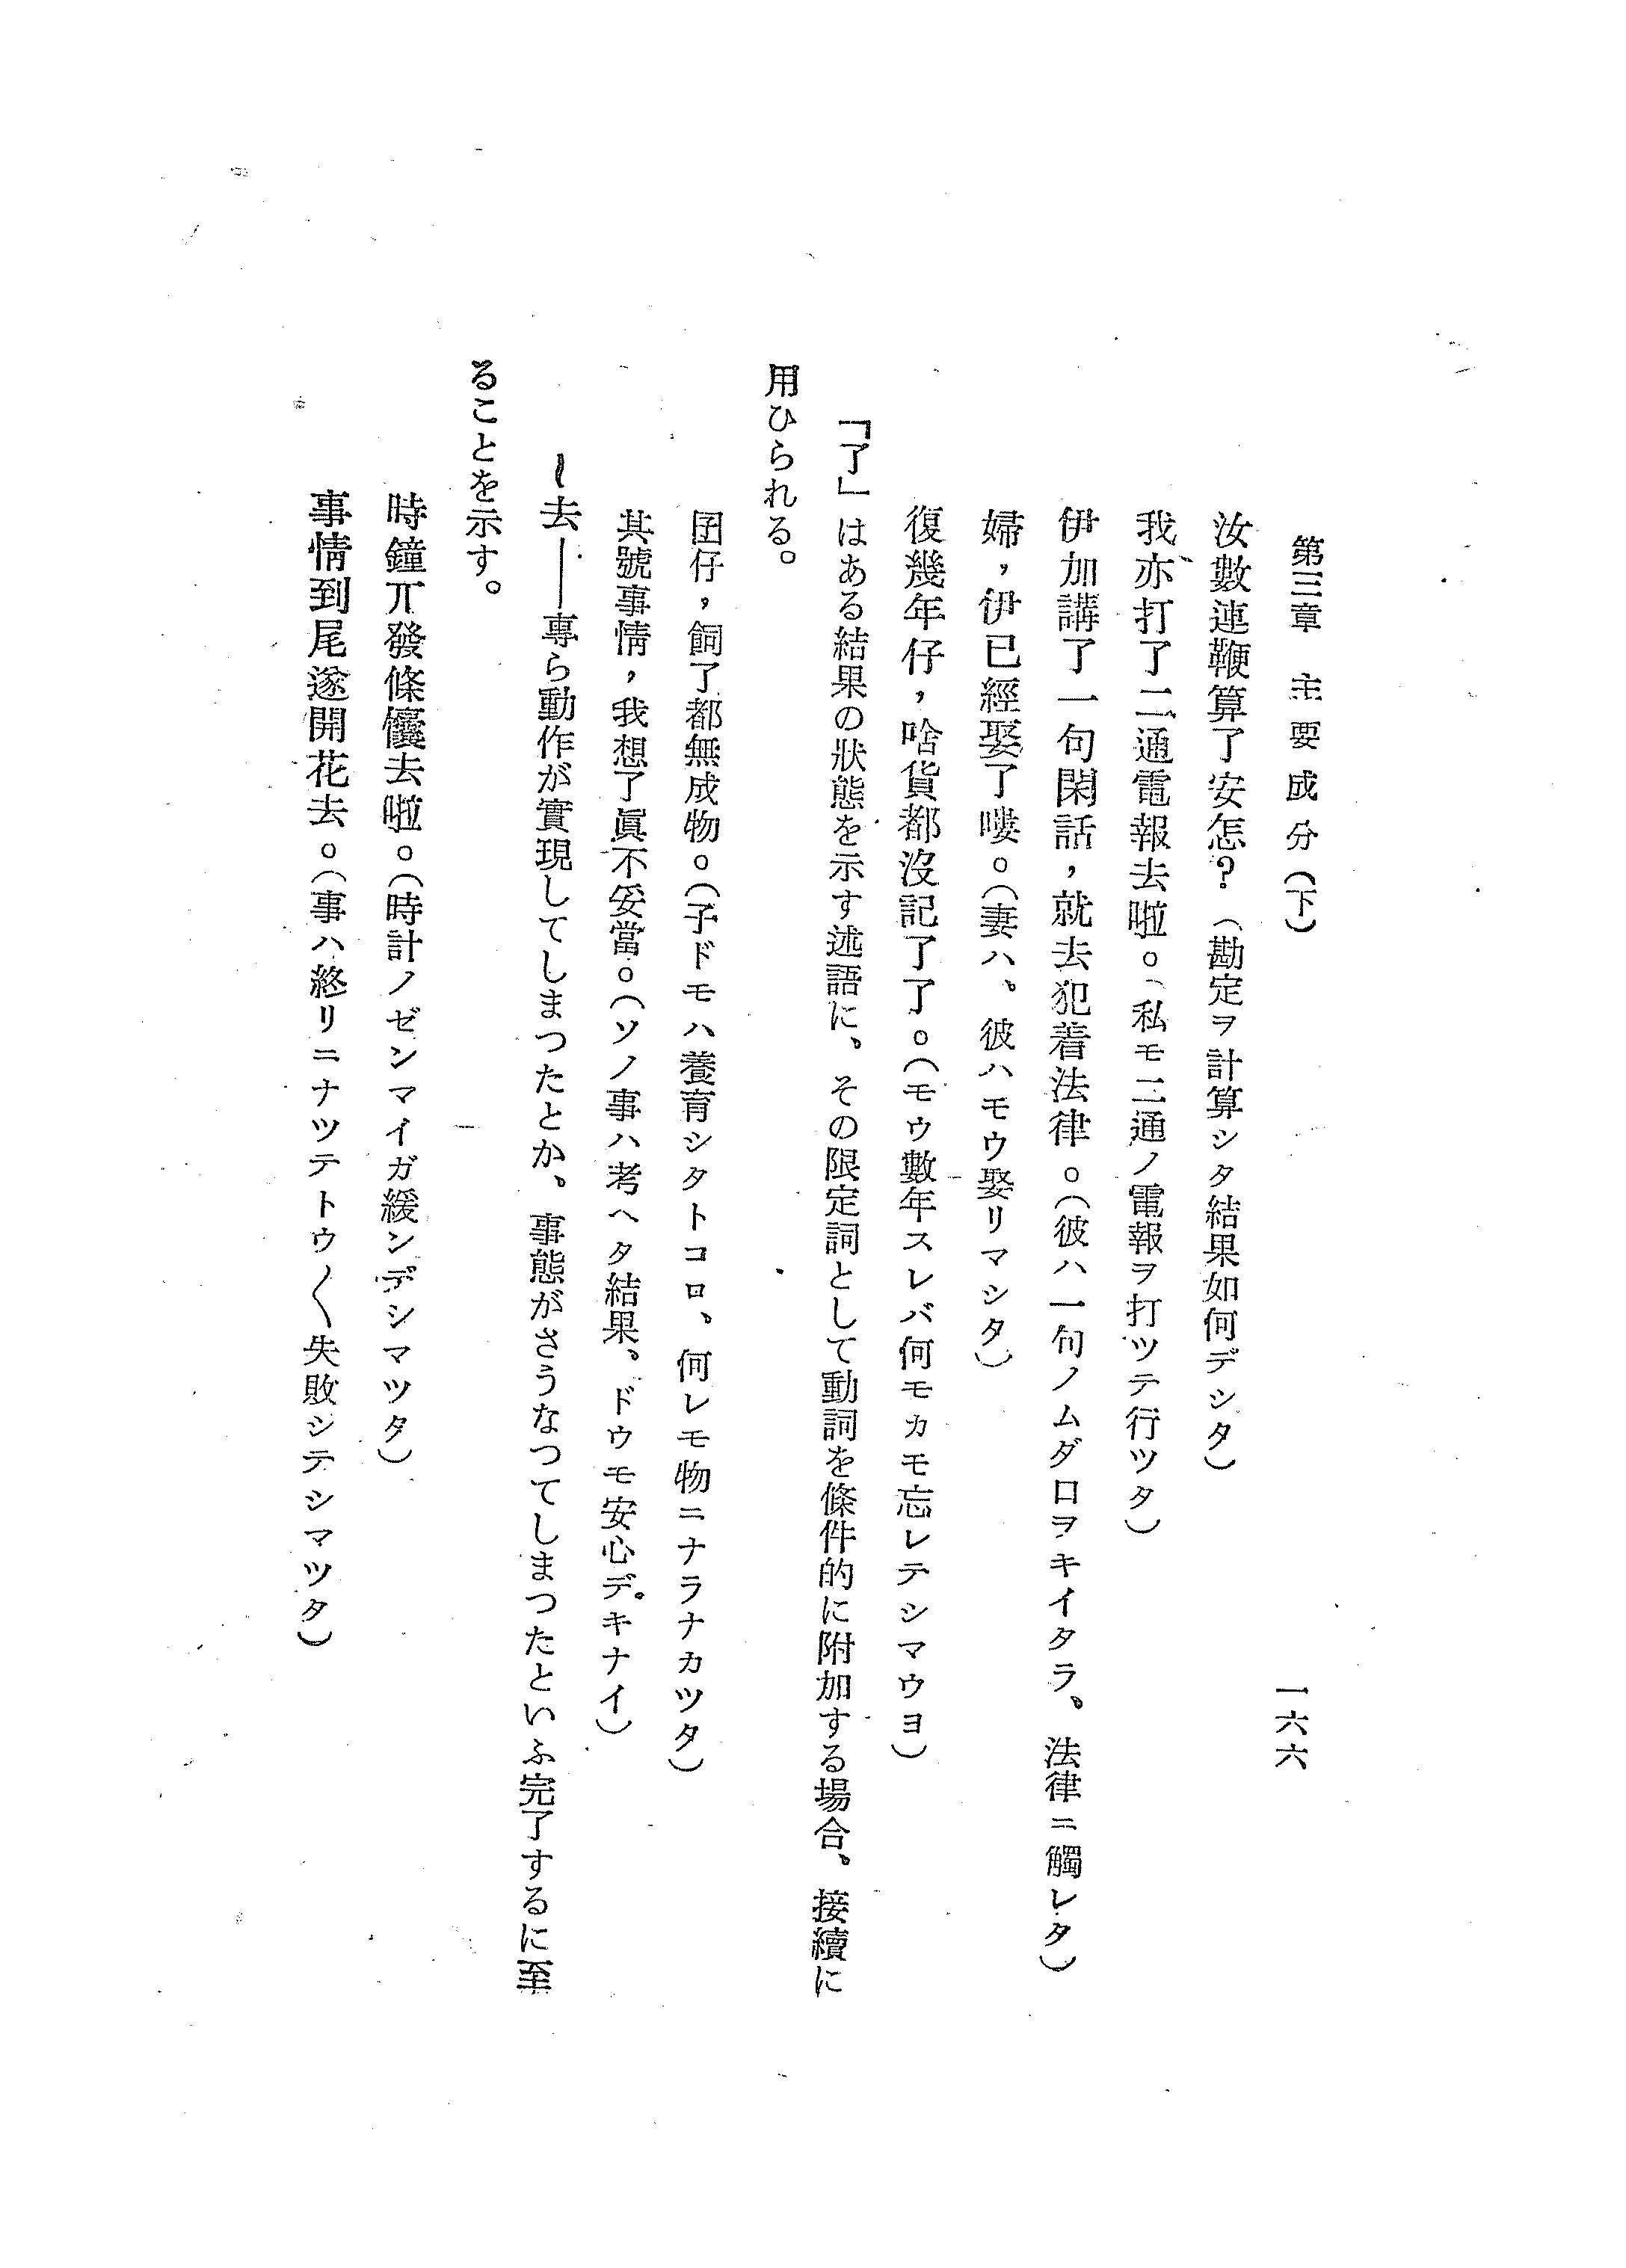 第三章　主要成分（下）
一六六
汝數連鞭算了安怎？（勘定ヲ計算シタ結果如何デシタ）
我亦打了二通電報去啦。（私モ二通ノ電報ヲ打ツテ行ツタ）
伊加講了一句閑話，就去犯着法律。（彼ハ一句ノムダ口ヲキイタラ、法律ニ觸レタ）
婦，伊已經娶了嘍。（妻ハ、彼ハモウ娶リマシタ）
復幾年仔，啥貨都沒記了了。（モウ數年スレバ何モカモ忘レテシマウヨ）
「了」はある結果の狀態を示す述語に、その限定詞として動詞を條件的に附加する場合、接續に
用ひられる。
囝仔，飼了都無成物。（子ドモハ養育シタトコロ、何レモ物ニナラナカツタ）
其號事情，我想了眞不妥當。（ソノ事ハ考ヘタ結果、ドウモ安心デキナイ）
～去――專ら動作が實現してしまつたとか、事態がさうなつてしまつたといふ完了するに至
ることを示す。
時鐘丌發條儾去啦。（時計ノゼンマイガ緩ンデシマツタ）
事情到尾遂開花去。（事ハ終リニナツテトウ〱失敗シテシマツタ）